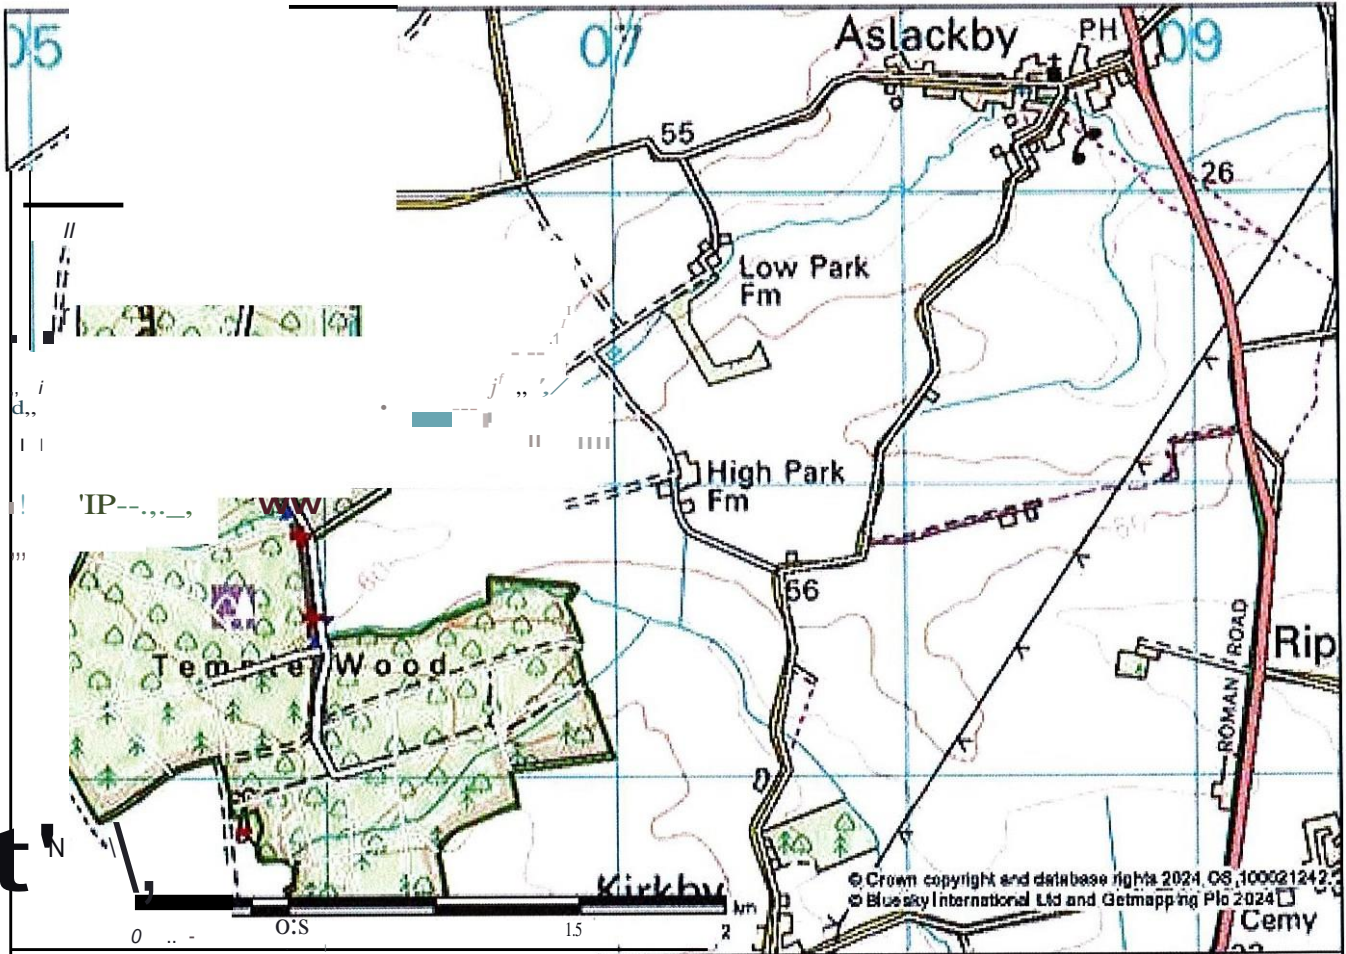 05
07
09
Aslackby
PH
55
26
Low Park
Fm
High Park
Fm
56
60
50
Temple Wood
ROMAN ROAD
Rip
N
Kirkby
km
0
1.5
2
© Crown copyright and database rights 2024 OS 100021242
© Bluesky International Ltd and Getmapping Plc 2024
Cemy